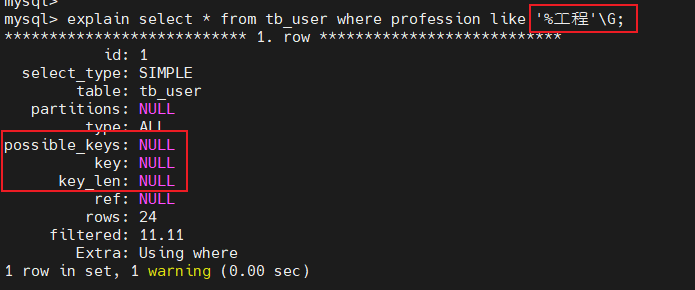 mysql>
mysql> explain select * from tb_user where profession like '%工程'\G;
*************************** 1. row ***************************
id: 1
select_type: SIMPLE
table: tb_user
partitions: NULL
type: ALL
possible_keys: NULL
key: NULL
key_len: NULL
ref: NULL
rows: 24
filtered: 11.11
Extra: Using where
1 row in set, 1 warning (0.00 sec)